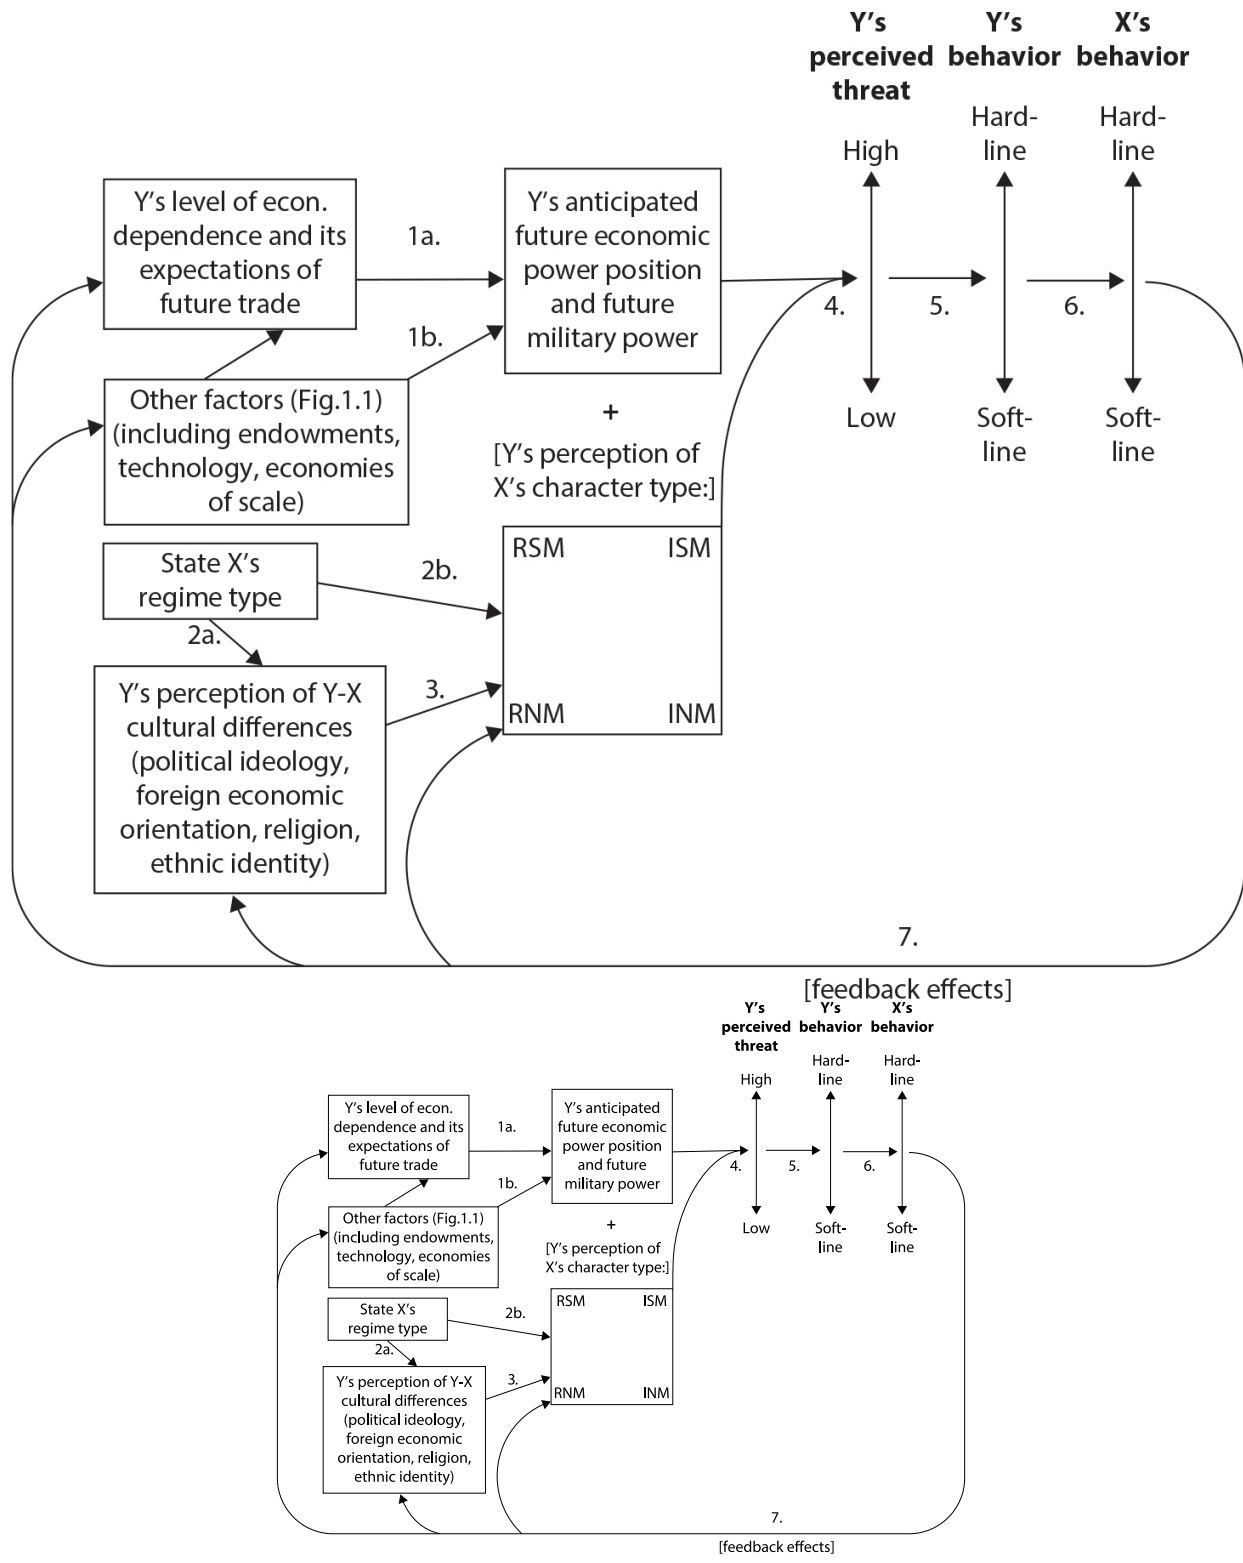 Y's
perceived
threat
Y's
behavior
X's
behavior
High
Hard-
line
Hard-
line
Y's level of econ.
dependence and its
expectations of
future trade
1a.
Y's anticipated
future economic
power position
and future
military power
4.
5.
6.
1b.
Other factors (Fig.1.1)
(including endowments,
technology, economies
of scale)
+
[Y's perception of
X's character type:]
Low
Soft-
line
Soft-
line
State X's
regime type
2b.
RSM ISM
2a.
Y's perception of Y-X
cultural differences
(political ideology,
foreign economic
orientation, religion,
ethnic identity)
3.
RNM INM
7.
[feedback effects]
Y's
perceived
threat
Y's
behavior
X's
behavior
High
Hard-
line
Hard-
line
Y's level of econ.
dependence and its
expectations of
future trade
1a.
Y's anticipated
future economic
power position
and future
military power
4.
5.
6.
1b.
Other factors (Fig.1.1)
(including endowments,
technology, economies
of scale)
+
[Y's perception of
X's character type:]
Low
Soft-
line
Soft-
line
State X's
regime type
2b.
RSM ISM
2a.
Y's perception of Y-X
cultural differences
(political ideology,
foreign economic
orientation, religion,
ethnic identity)
3.
RNM INM
7.
[feedback effects]